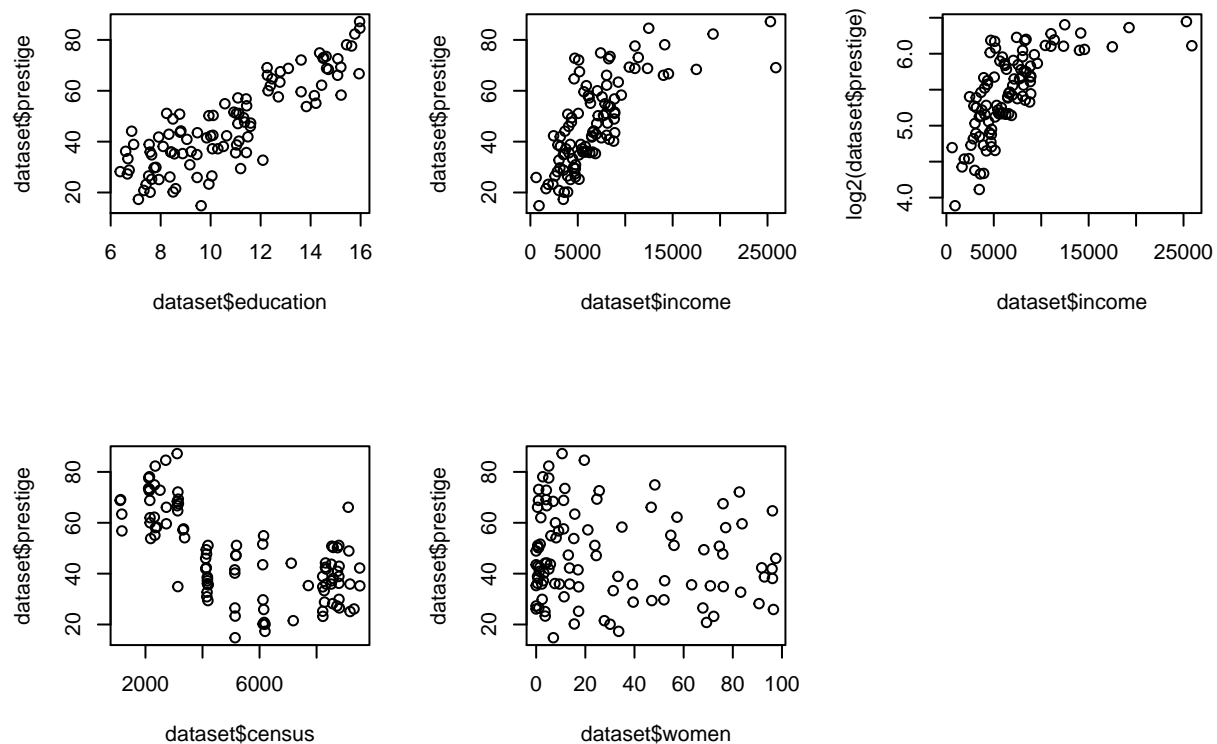 dataset$prestige
20 40 60 80
6 8 10 12 14 16
dataset$education
dataset$prestige
20 40 60 80
0 5000 15000 25000
dataset$income
log2(dataset$prestige)
4.0 5.0 6.0
0 5000 15000 25000
dataset$income
dataset$prestige
20 40 60 80
2000 6000
dataset$census
dataset$prestige
20 40 60 80
0 20 40 60 80 100
dataset$women